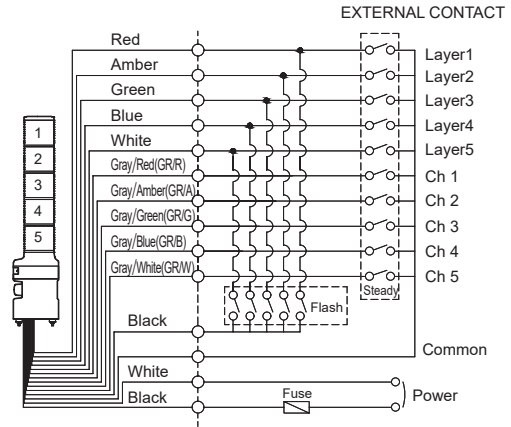 EXTERNAL CONTACT
Red
Layer1
Amber
Layer2
Green
Layer3
Blue
Layer4
White
Layer5
Gray/Red(GR/R)
Ch 1
Gray/Amber(GR/A)
Ch 2
Gray/Green(GR/G)
Ch 3
Gray/Blue(GR/B)
Ch 4
Gray/White(GR/W)
Ch 5
1
2
3
4
5
Steady
Flash
Black
Common
White
Power
Black
Fuse